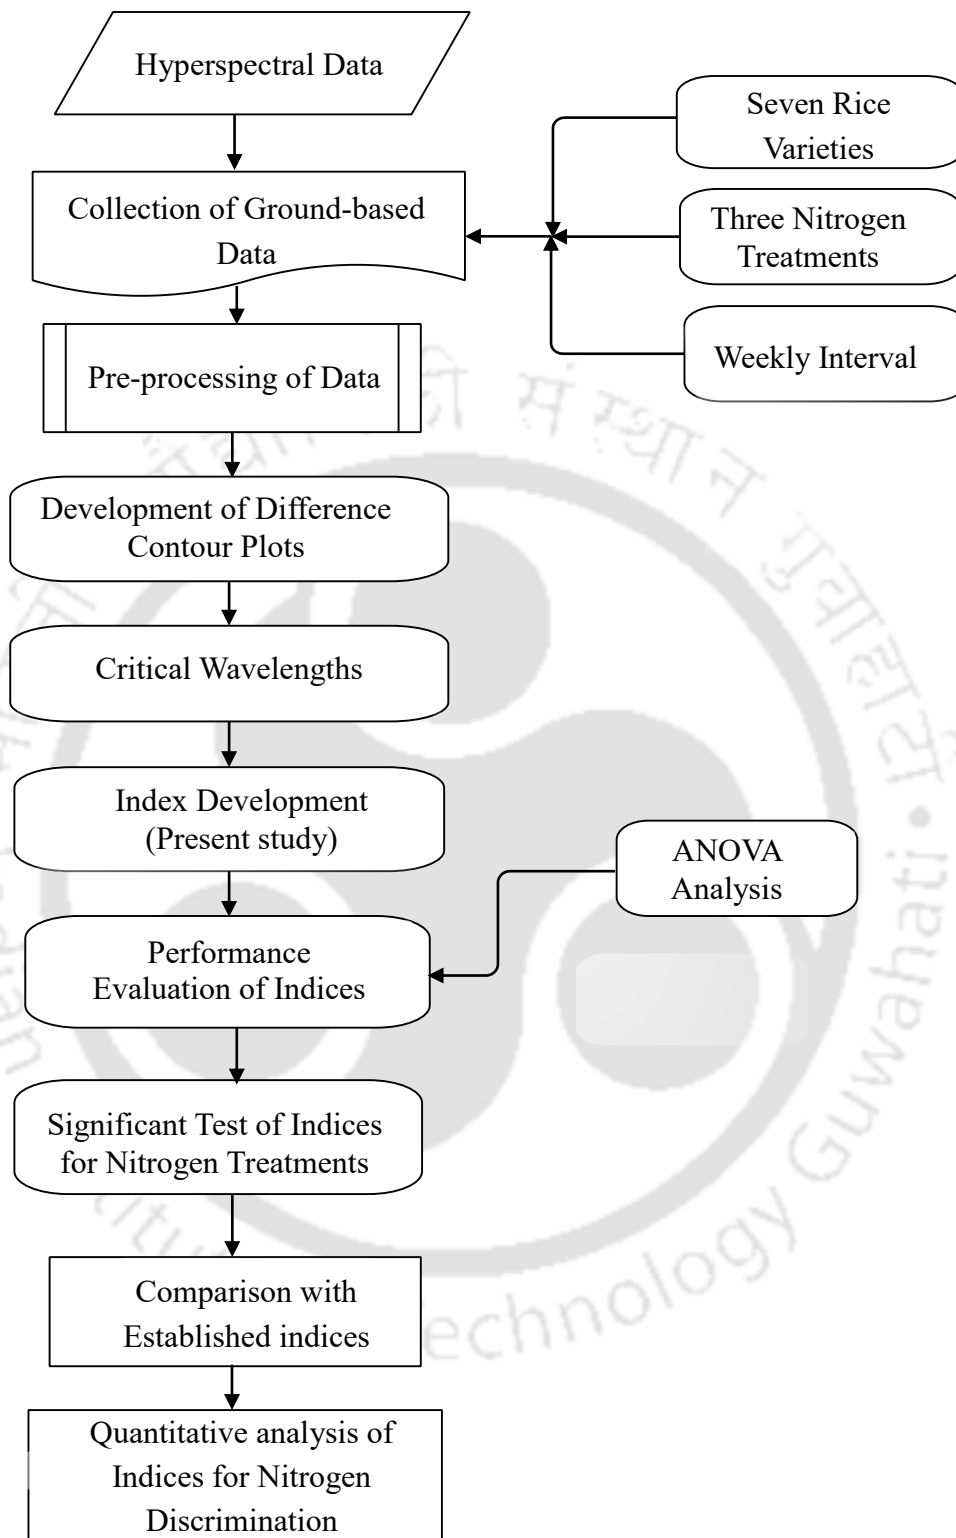 Hyperspectral Data
Seven Rice
Varieties
Collection of Ground-based
Data
Three Nitrogen
Treatments
Weekly Interval
Pre-processing of Data
Development of Difference
Contour Plots
Critical Wavelengths
Index Development
(Present study)
ANOVA
Analysis
Performance
Evaluation of Indices
Significant Test of Indices
for Nitrogen Treatments
Comparison with
Established indices
Quantitative analysis of
Indices for Nitrogen
Discrimination
संस्थान गुवाहाटी
Technology Guwahati